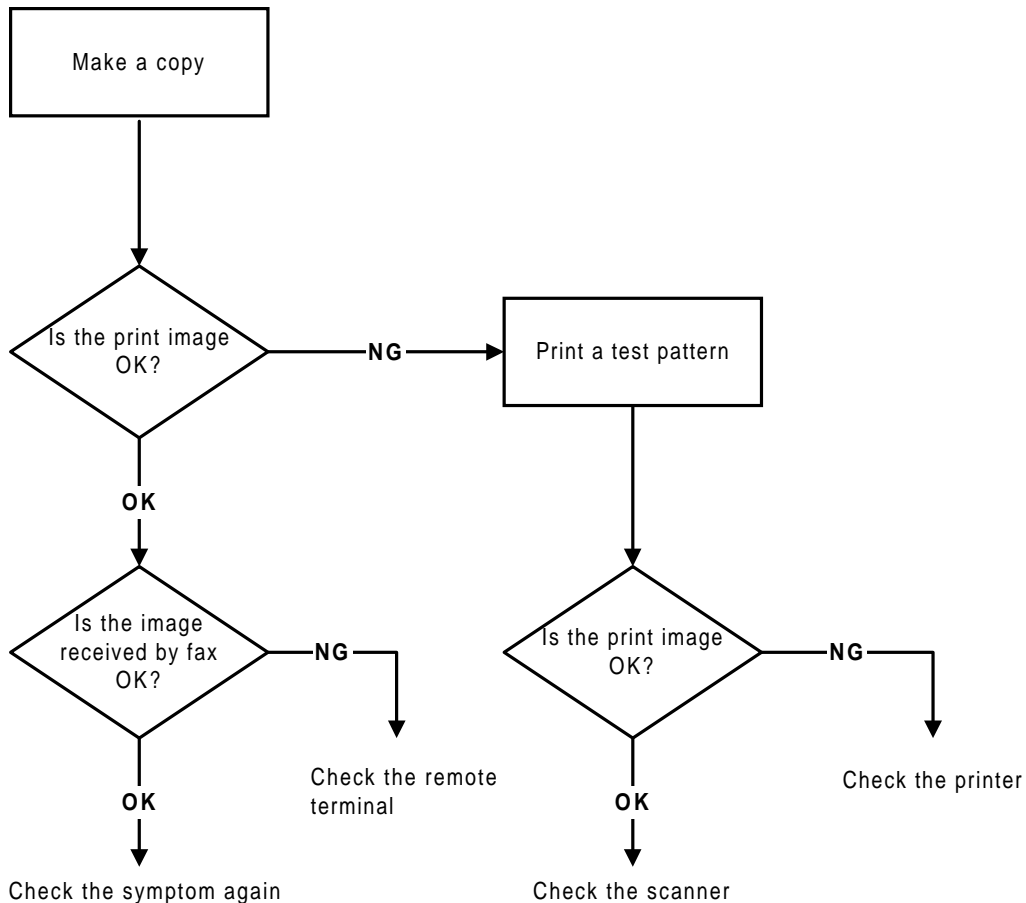 Make a copy
Is the print image
OK?
NG
Print a test pattern
OK
Is the image
received by fax
OK?
NG
Check the remote
terminal
OK
Check the symptom again
Is the print image
OK?
NG
Check the printer
OK
Check the scanner